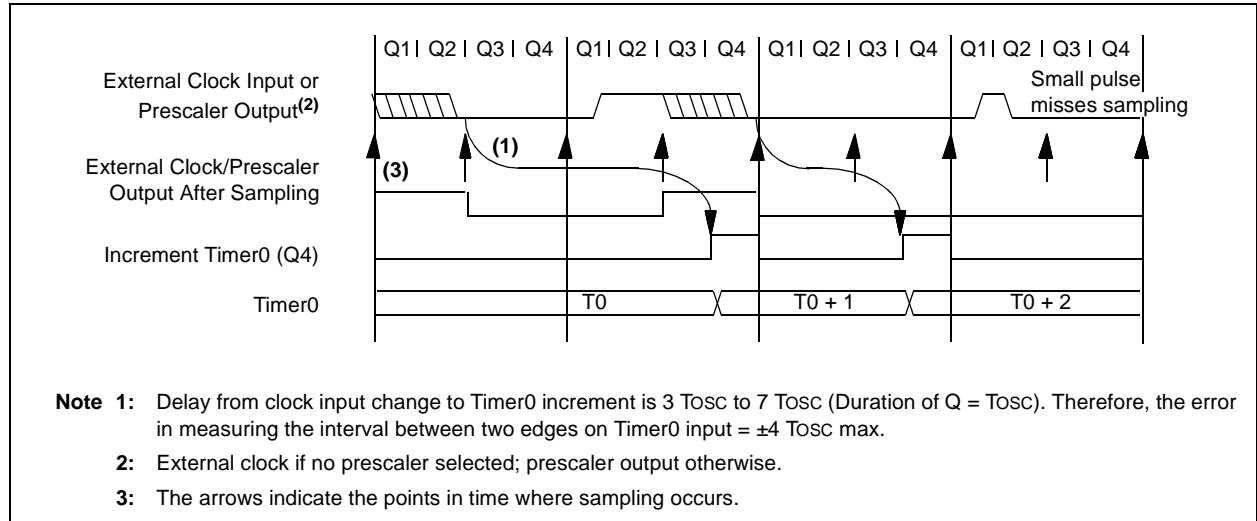 Q1 | Q2 | Q3 | Q4 | Q1 | Q2 | Q3 | Q4 | Q1 | Q2 | Q3 | Q4 | Q1 | Q2 | Q3 | Q4
External Clock Input or
Prescaler Output(2)
Small pulse
misses sampling
(1)
External Clock/Prescaler
Output After Sampling
(3)
Increment Timer0 (Q4)
Timer0
T0
T0 + 1
T0 + 2
Note 1: Delay from clock input change to Timer0 increment is 3 TOSC to 7 TOSC (Duration of Q = TOSC). Therefore, the error
in measuring the interval between two edges on Timer0 input = ±4 TOSC max.
2: External clock if no prescaler selected; prescaler output otherwise.
3: The arrows indicate the points in time where sampling occurs.